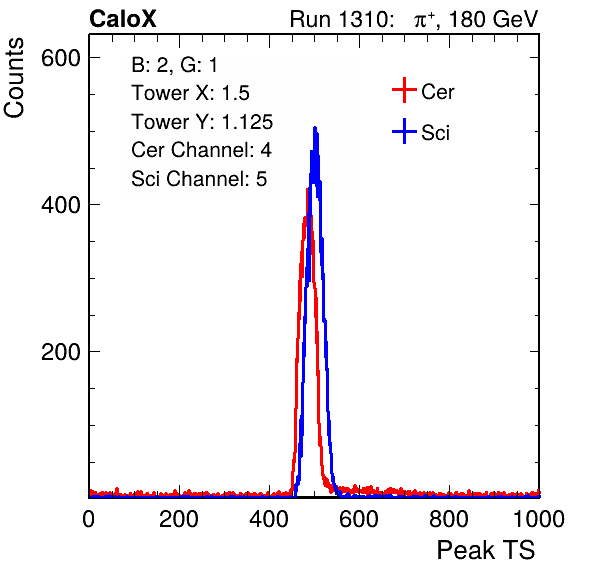 CaloX Run 1310: π⁺, 180 GeV
Counts
600
400
200
B: 2, G: 1
Tower X: 1.5
Tower Y: 1.125
Cer Channel: 4
Sci Channel: 5
Cer
Sci
0 200 400 600 800 1000
Peak TS